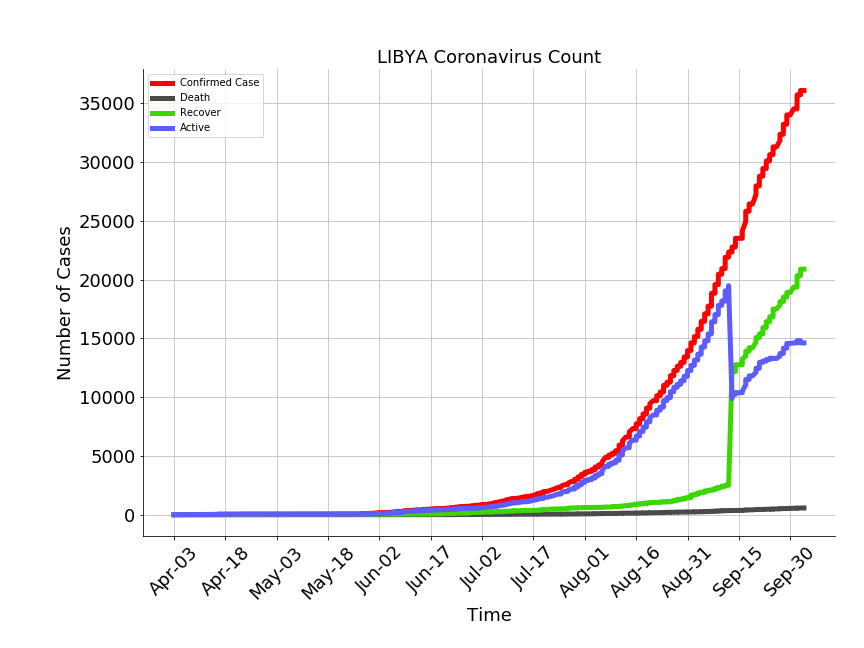 LIBYA Coronavirus Count
Confirmed Case
Death
Recover
Active
35000
30000
25000
20000
15000
10000
5000
0
Number of Cases
Apr-03
Apr-18
May-03
May-18
Jun-02
Jun-17
Jul-02
Jul-17
Aug-01
Aug-16
Aug-31
Sep-15
Sep-30
Time